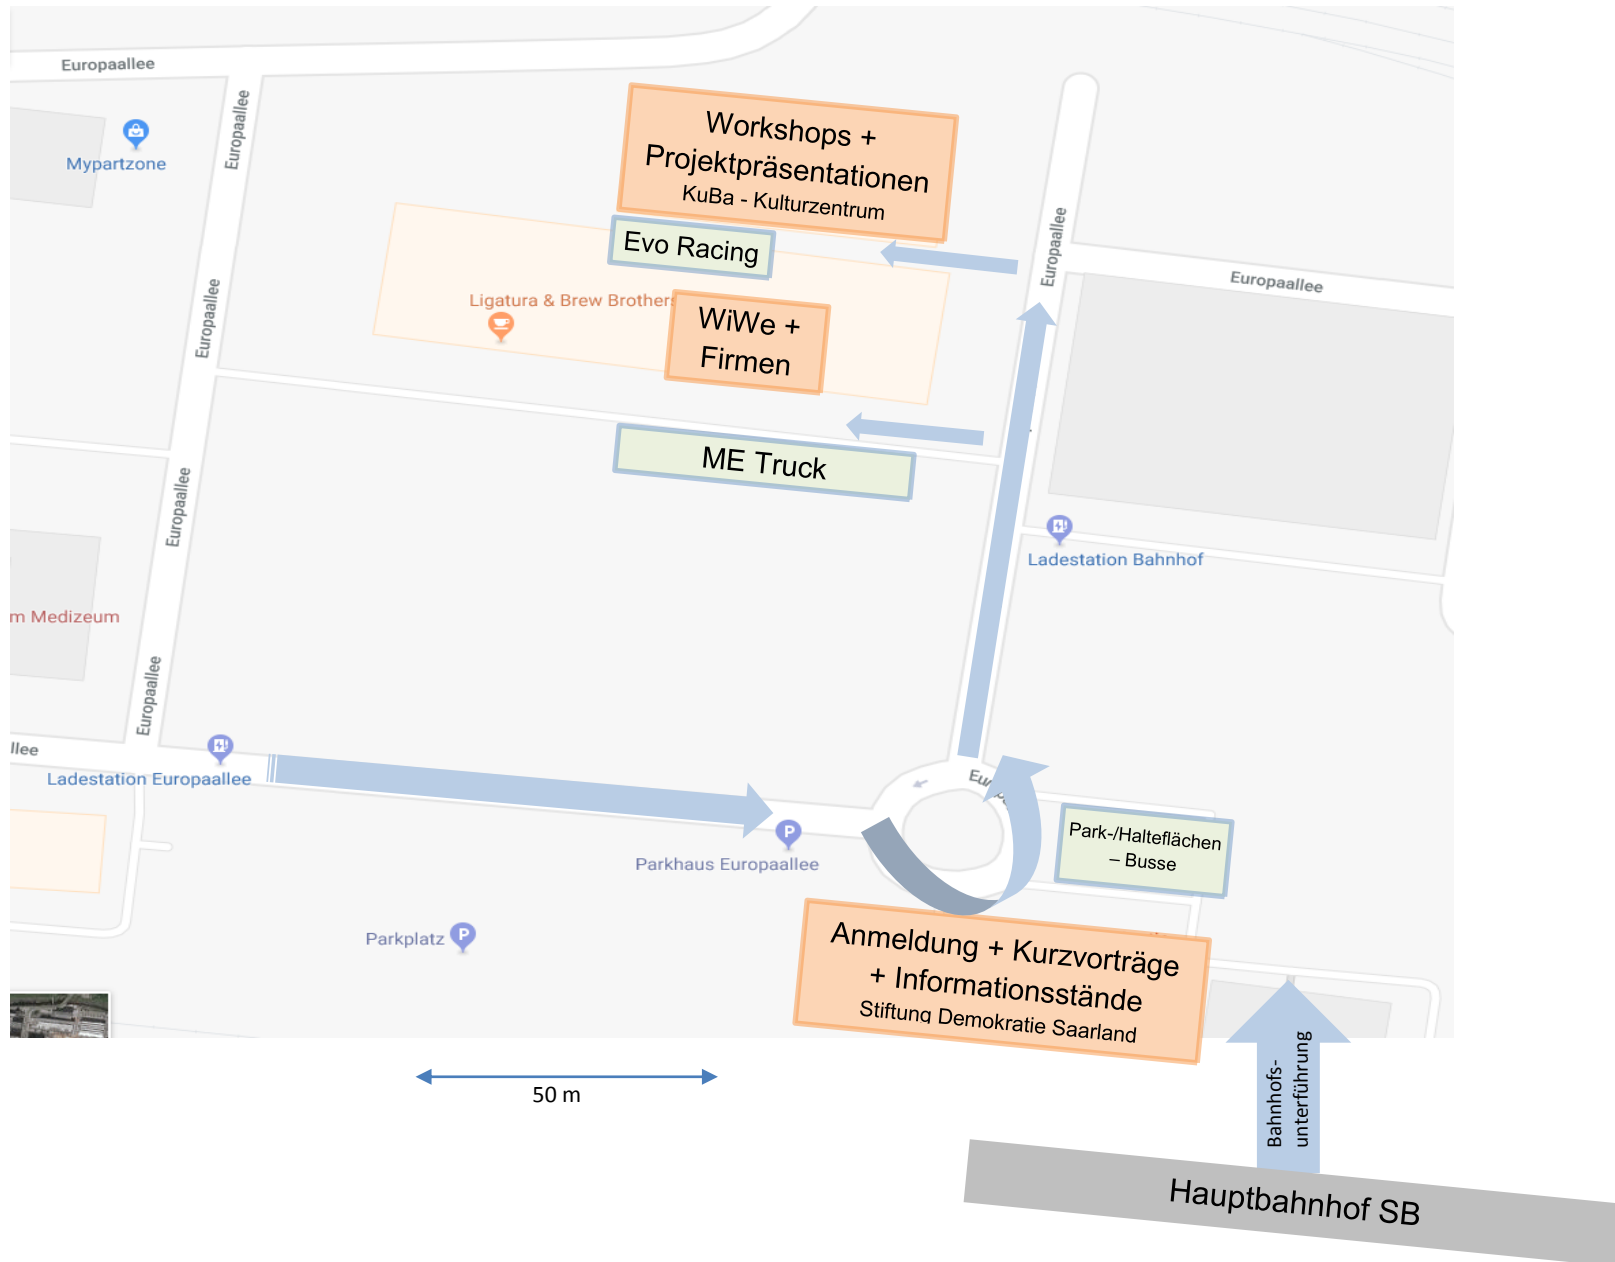 Europaallee
Europaallee
Mypartzone
Workshops +
Projektpräsentationen
KuBa - Kulturzentrum
Evo Racing
Europaallee
Europaallee
Europaallee
Ligatura & Brew Brothers
WiWe +
Firmen
ME Truck
Europaallee
Ladestation Bahnhof
m Medizeum
Europaallee
llee
Ladestation Europaallee
P
Parkhaus Europaallee
Park-/Halteflächen
– Busse
Parkplatz P
Anmeldung + Kurzvorträge
+ Informationsstände
Stiftung Demokratie Saarland
50 m
Bahnhofs-
unterführung
Hauptbahnhof SB